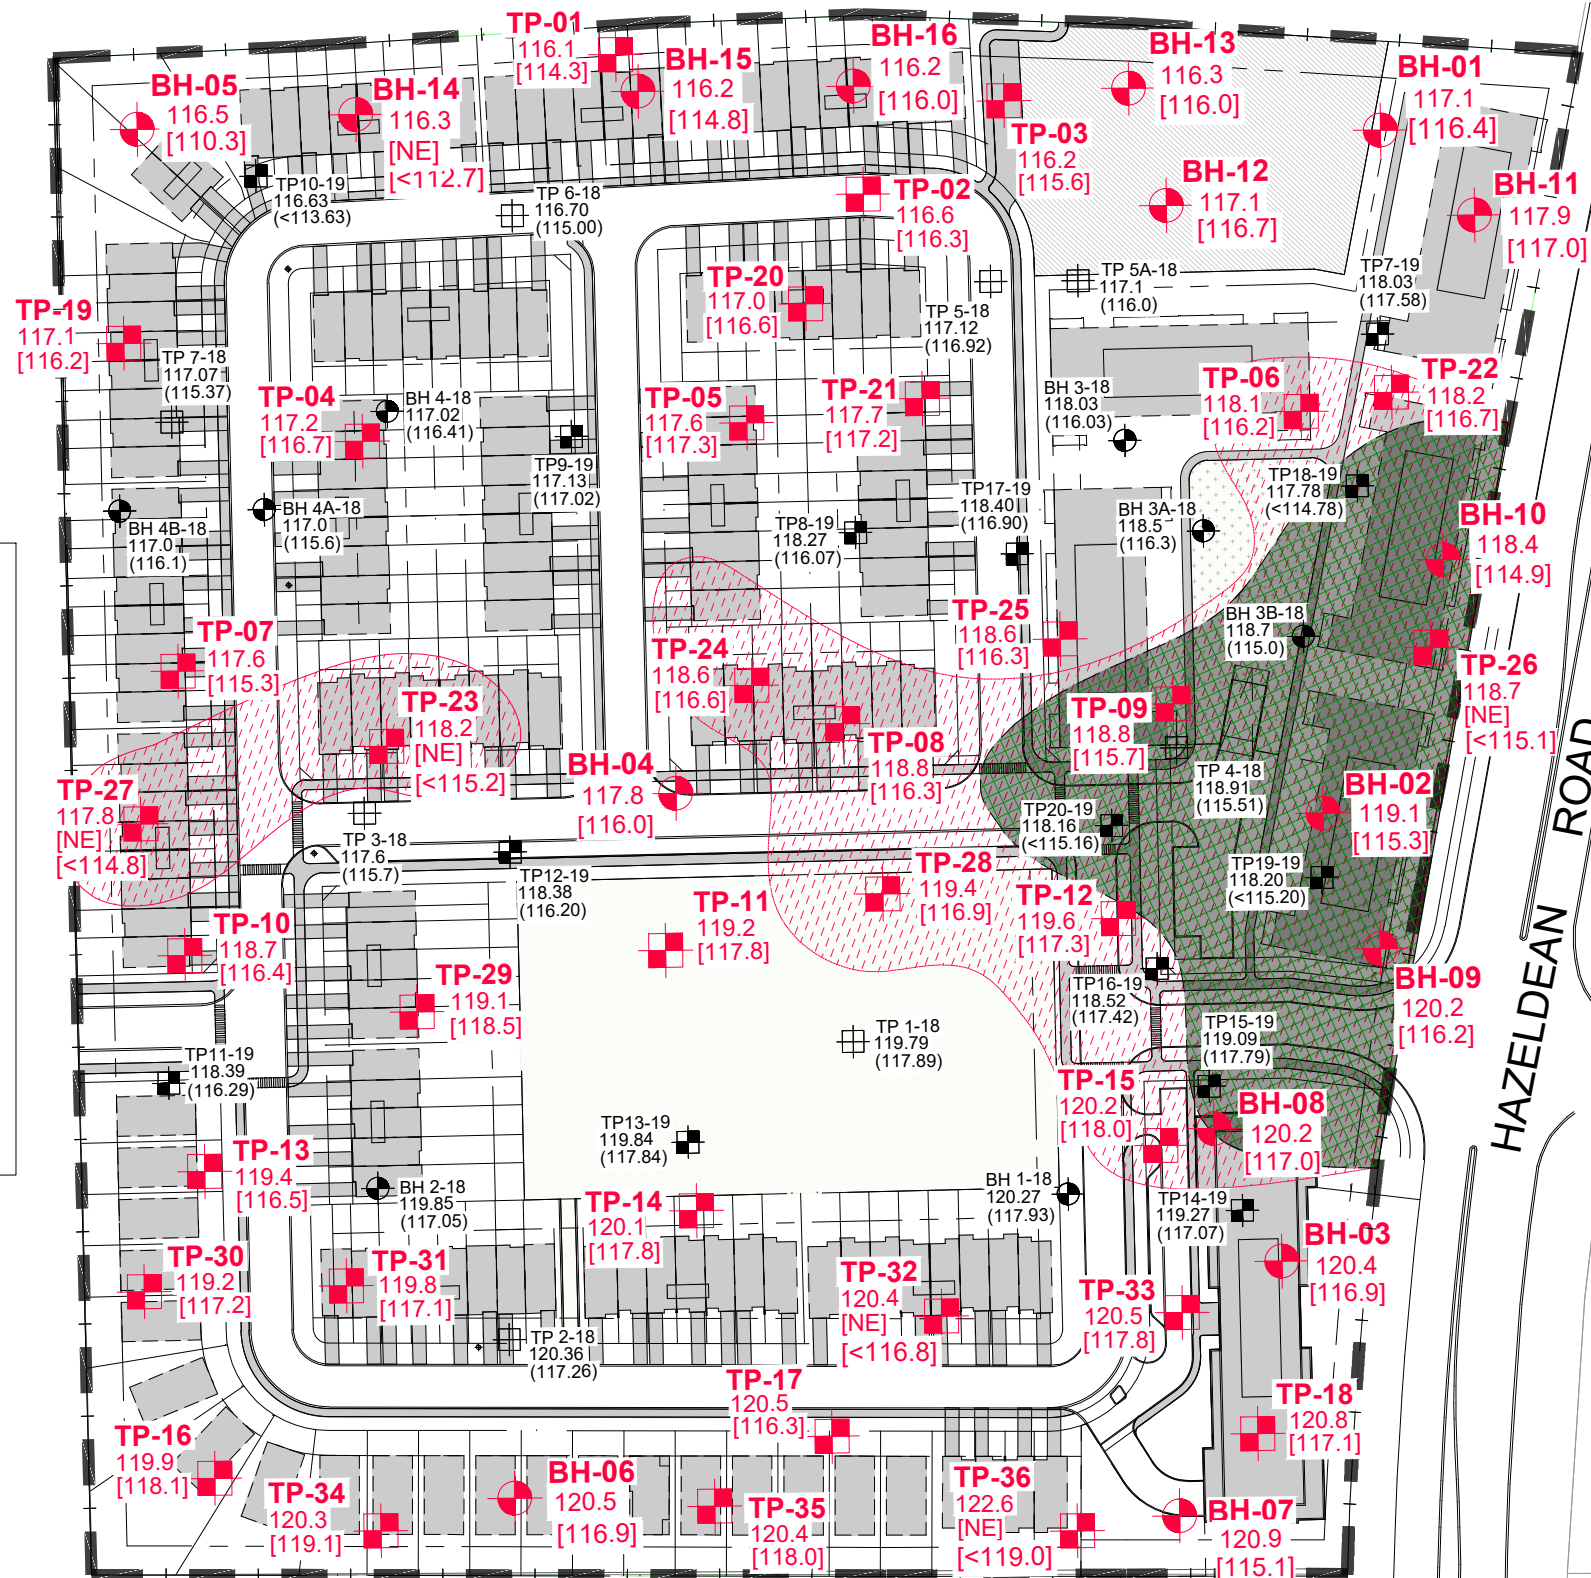 TP-01
116.1
[114.3]
BH-15
116.2
[114.8]
BH-16
116.2
[116.0]
BH-13
116.3
[116.0]
BH-01
117.1
[116.4]
BH-05
116.5
[110.3]
BH-14
116.3
[NE]
[<112.7]
TP-03
116.2
[115.6]
BH-12
117.1
[116.7]
BH-11
117.9
[117.0]
TP10-19
116.63
(<113.63)
TP 6-18
116.70
(115.00)
TP-02
116.6
[116.3]
TP-20
117.0
[116.6]
TP 5-18
117.12
(116.92)
TP 5A-18
117.1
(116.0)
TP7-19
118.03
(117.58)
TP-19
117.1
[116.2]
TP 7-18
117.07
(115.37)
TP-04
117.2
[116.7]
BH 4-18
117.02
(116.41)
TP-05
117.6
[117.3]
TP-21
117.7
[117.2]
BH 3-18
118.03
(116.03)
TP-06
118.1
[116.2]
TP-22
118.2
[116.7]
TP9-19
117.13
(117.02)
TP17-19
118.40
(116.90)
TP18-19
117.78
(<114.78)
BH 4B-18
117.0
(116.1)
BH 4A-18
117.0
(115.6)
TP8-19
118.27
(116.07)
BH 3A-18
118.5
(116.3)
BH-10
118.4
[114.9]
TP-07
117.6
[115.3]
TP-24
118.6
[116.6]
TP-25
118.6
[116.3]
BH 3B-18
118.7
(115.0)
TP-26
118.7
[NE]
[<115.1]
TP-23
118.2
[NE]
[<115.2]
TP-09
118.8
[115.7]
TP-27
117.8
[NE]
[<114.8]
BH-04
117.8
[116.0]
TP-08
118.8
[116.3]
TP 4-18
118.91
(115.51)
BH-02
119.1
[115.3]
TP 3-18
117.6
(115.7)
TP20-19
118.16
(<115.16)
TP12-19
118.38
(116.20)
TP-28
119.4
[116.9]
TP19-19
118.20
(<115.20)
TP-10
118.7
[116.4]
TP-11
119.2
[117.8]
TP-12
119.6
[117.3]
HAZELDEAN ROAD
TP-29
119.1
[118.5]
TP16-19
118.52
(117.42)
BH-09
120.2
[116.2]
TP 1-18
119.79
(117.89)
TP15-19
119.09
(117.79)
TP11-19
118.39
(116.29)
TP-15
120.2
[118.0]
BH-08
120.2
[117.0]
TP13-19
119.84
(117.84)
TP-13
119.4
[116.5]
BH 2-18
119.85
(117.05)
BH 1-18
120.27
(117.93)
TP-14
120.1
[117.8]
TP14-19
119.27
(117.07)
BH-03
120.4
[116.9]
TP-30
119.2
[117.2]
TP-31
119.8
[117.1]
TP-32
120.4
[NE]
[<116.8]
TP-33
120.5
[117.8]
TP 2-18
120.36
(117.26)
TP-17
120.5
[116.3]
TP-18
120.8
[117.1]
TP-16
119.9
[118.1]
TP-34
120.3
[119.1]
BH-06
120.5
[116.9]
TP-35
120.4
[118.0]
TP-36
122.6
[NE]
[<119.0]
BH-07
120.9
[115.1]